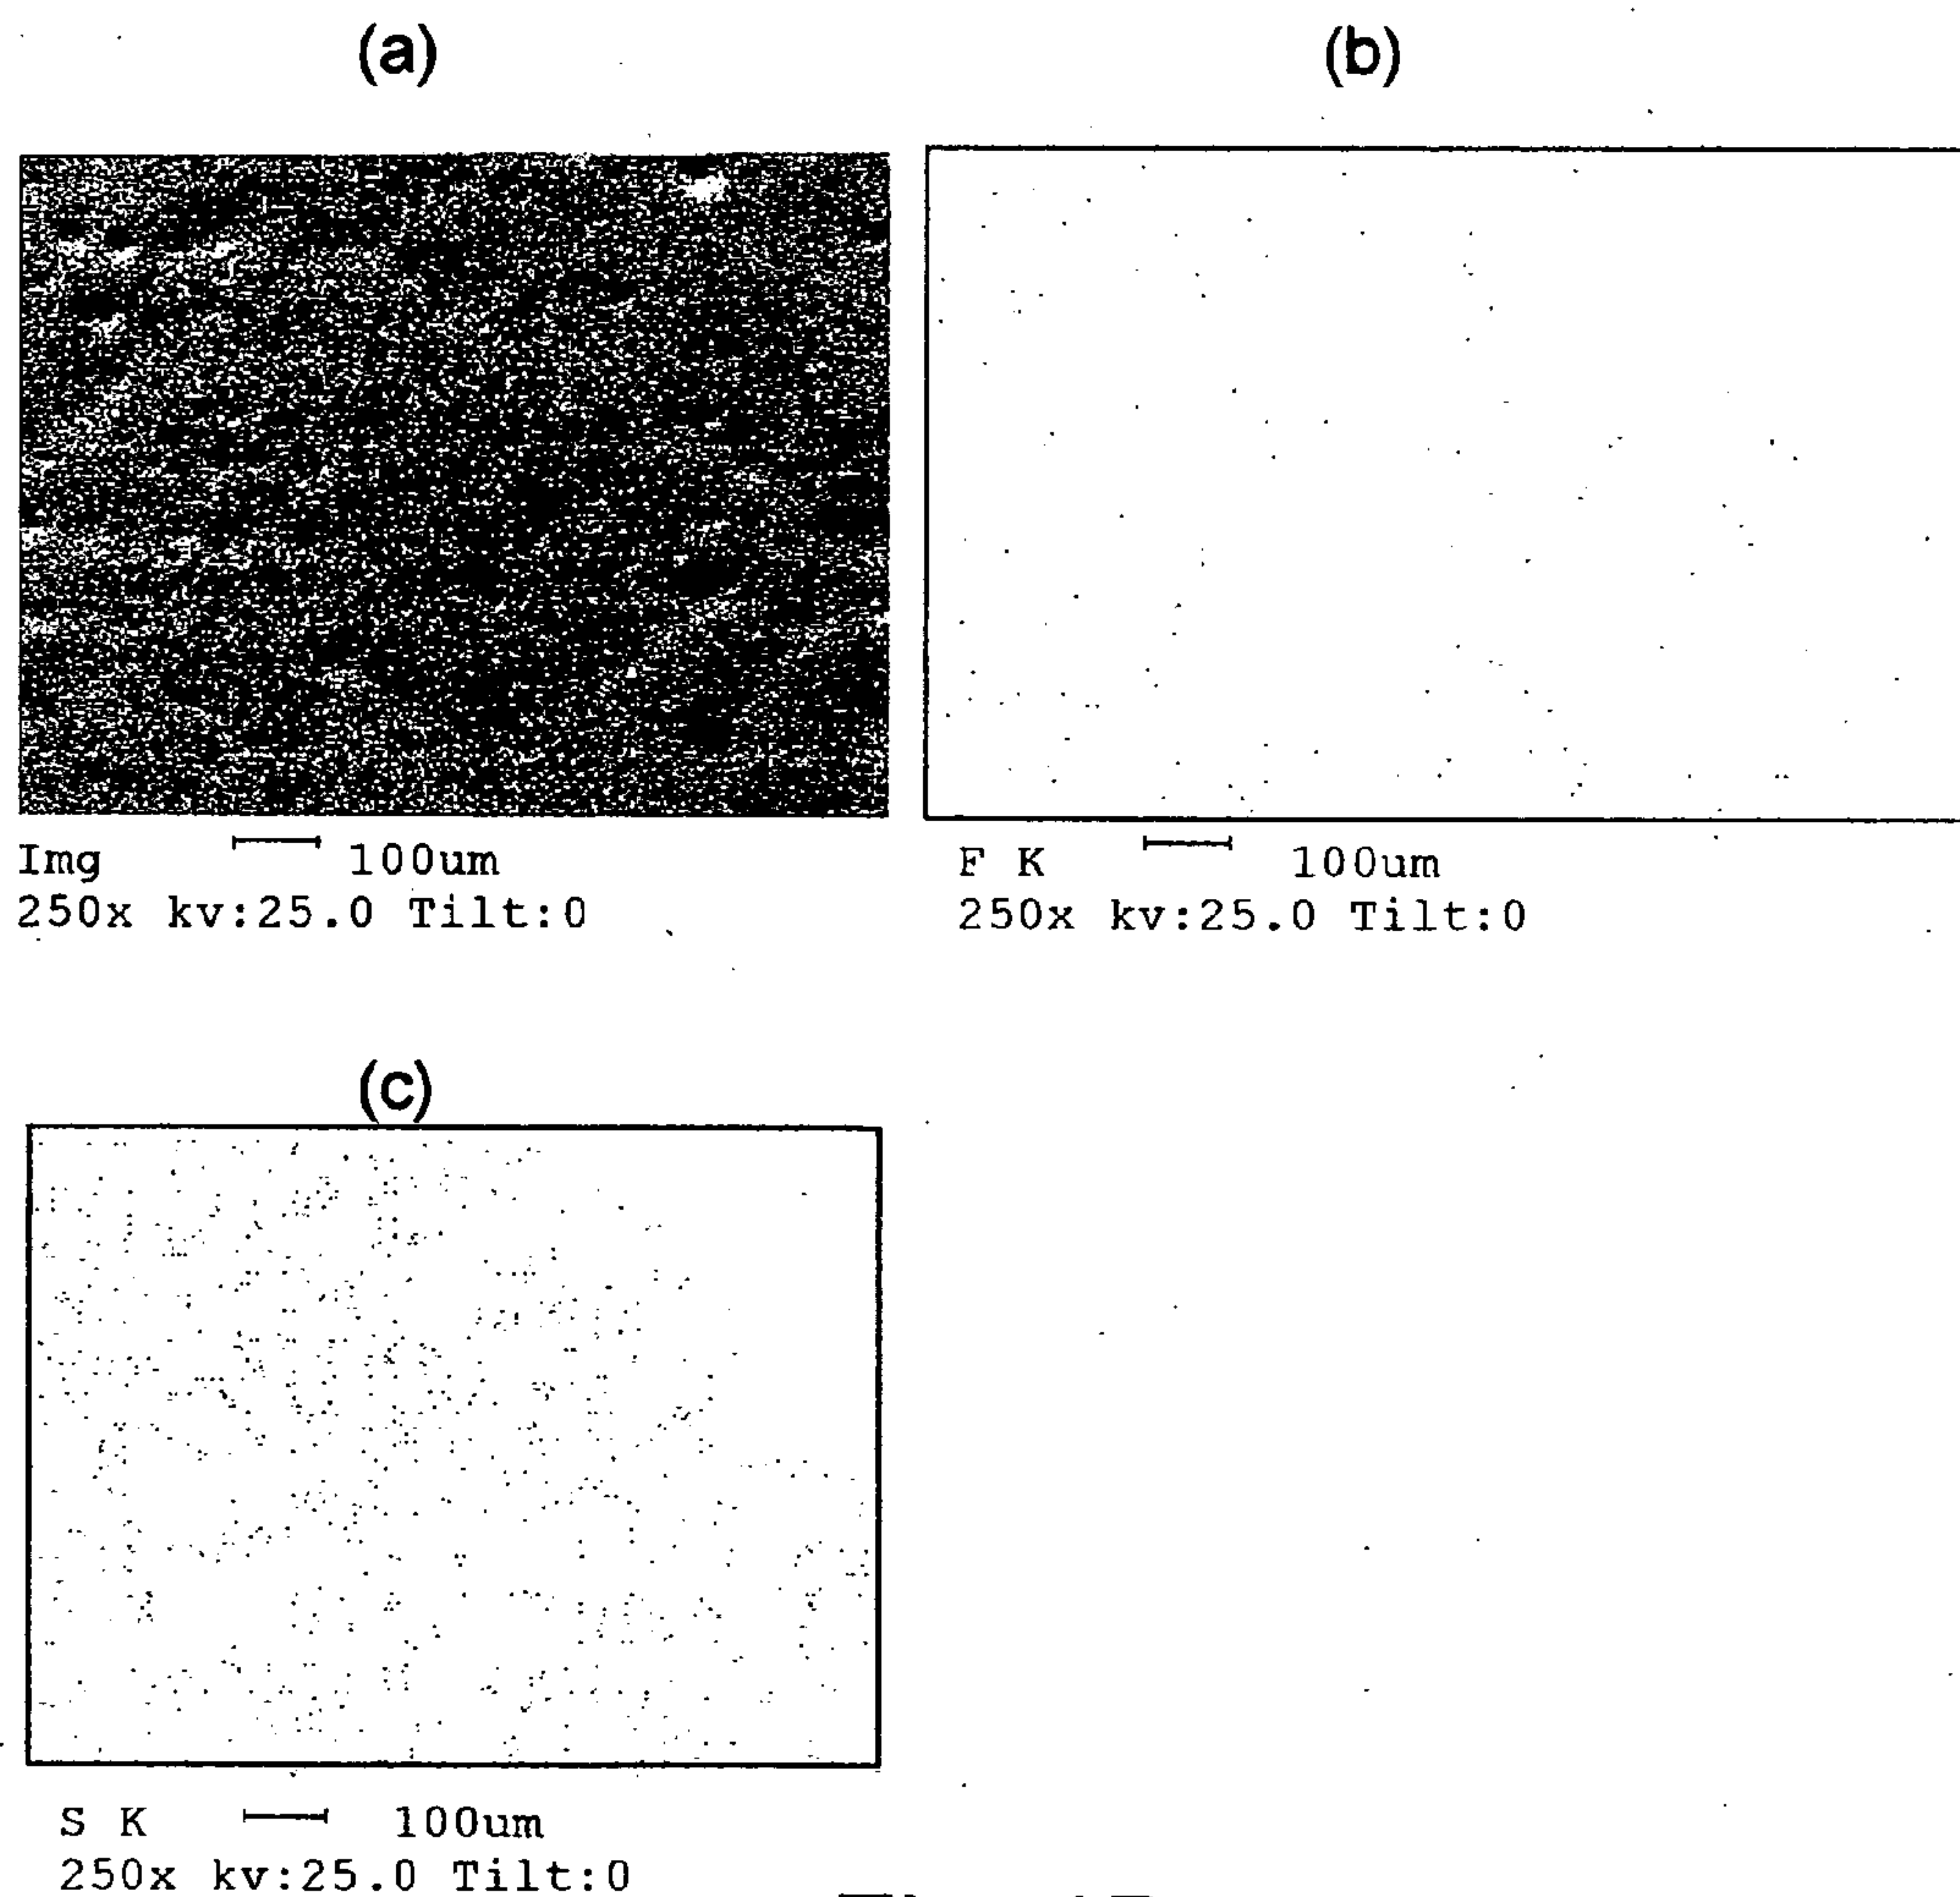 (a)
(b)
Img 100um
250x kv:25.0 Tilt:0
F K 100um
250x kv:25.0 Tilt:0
(c)
S K 100um
250x kv:25.0 Tilt:0